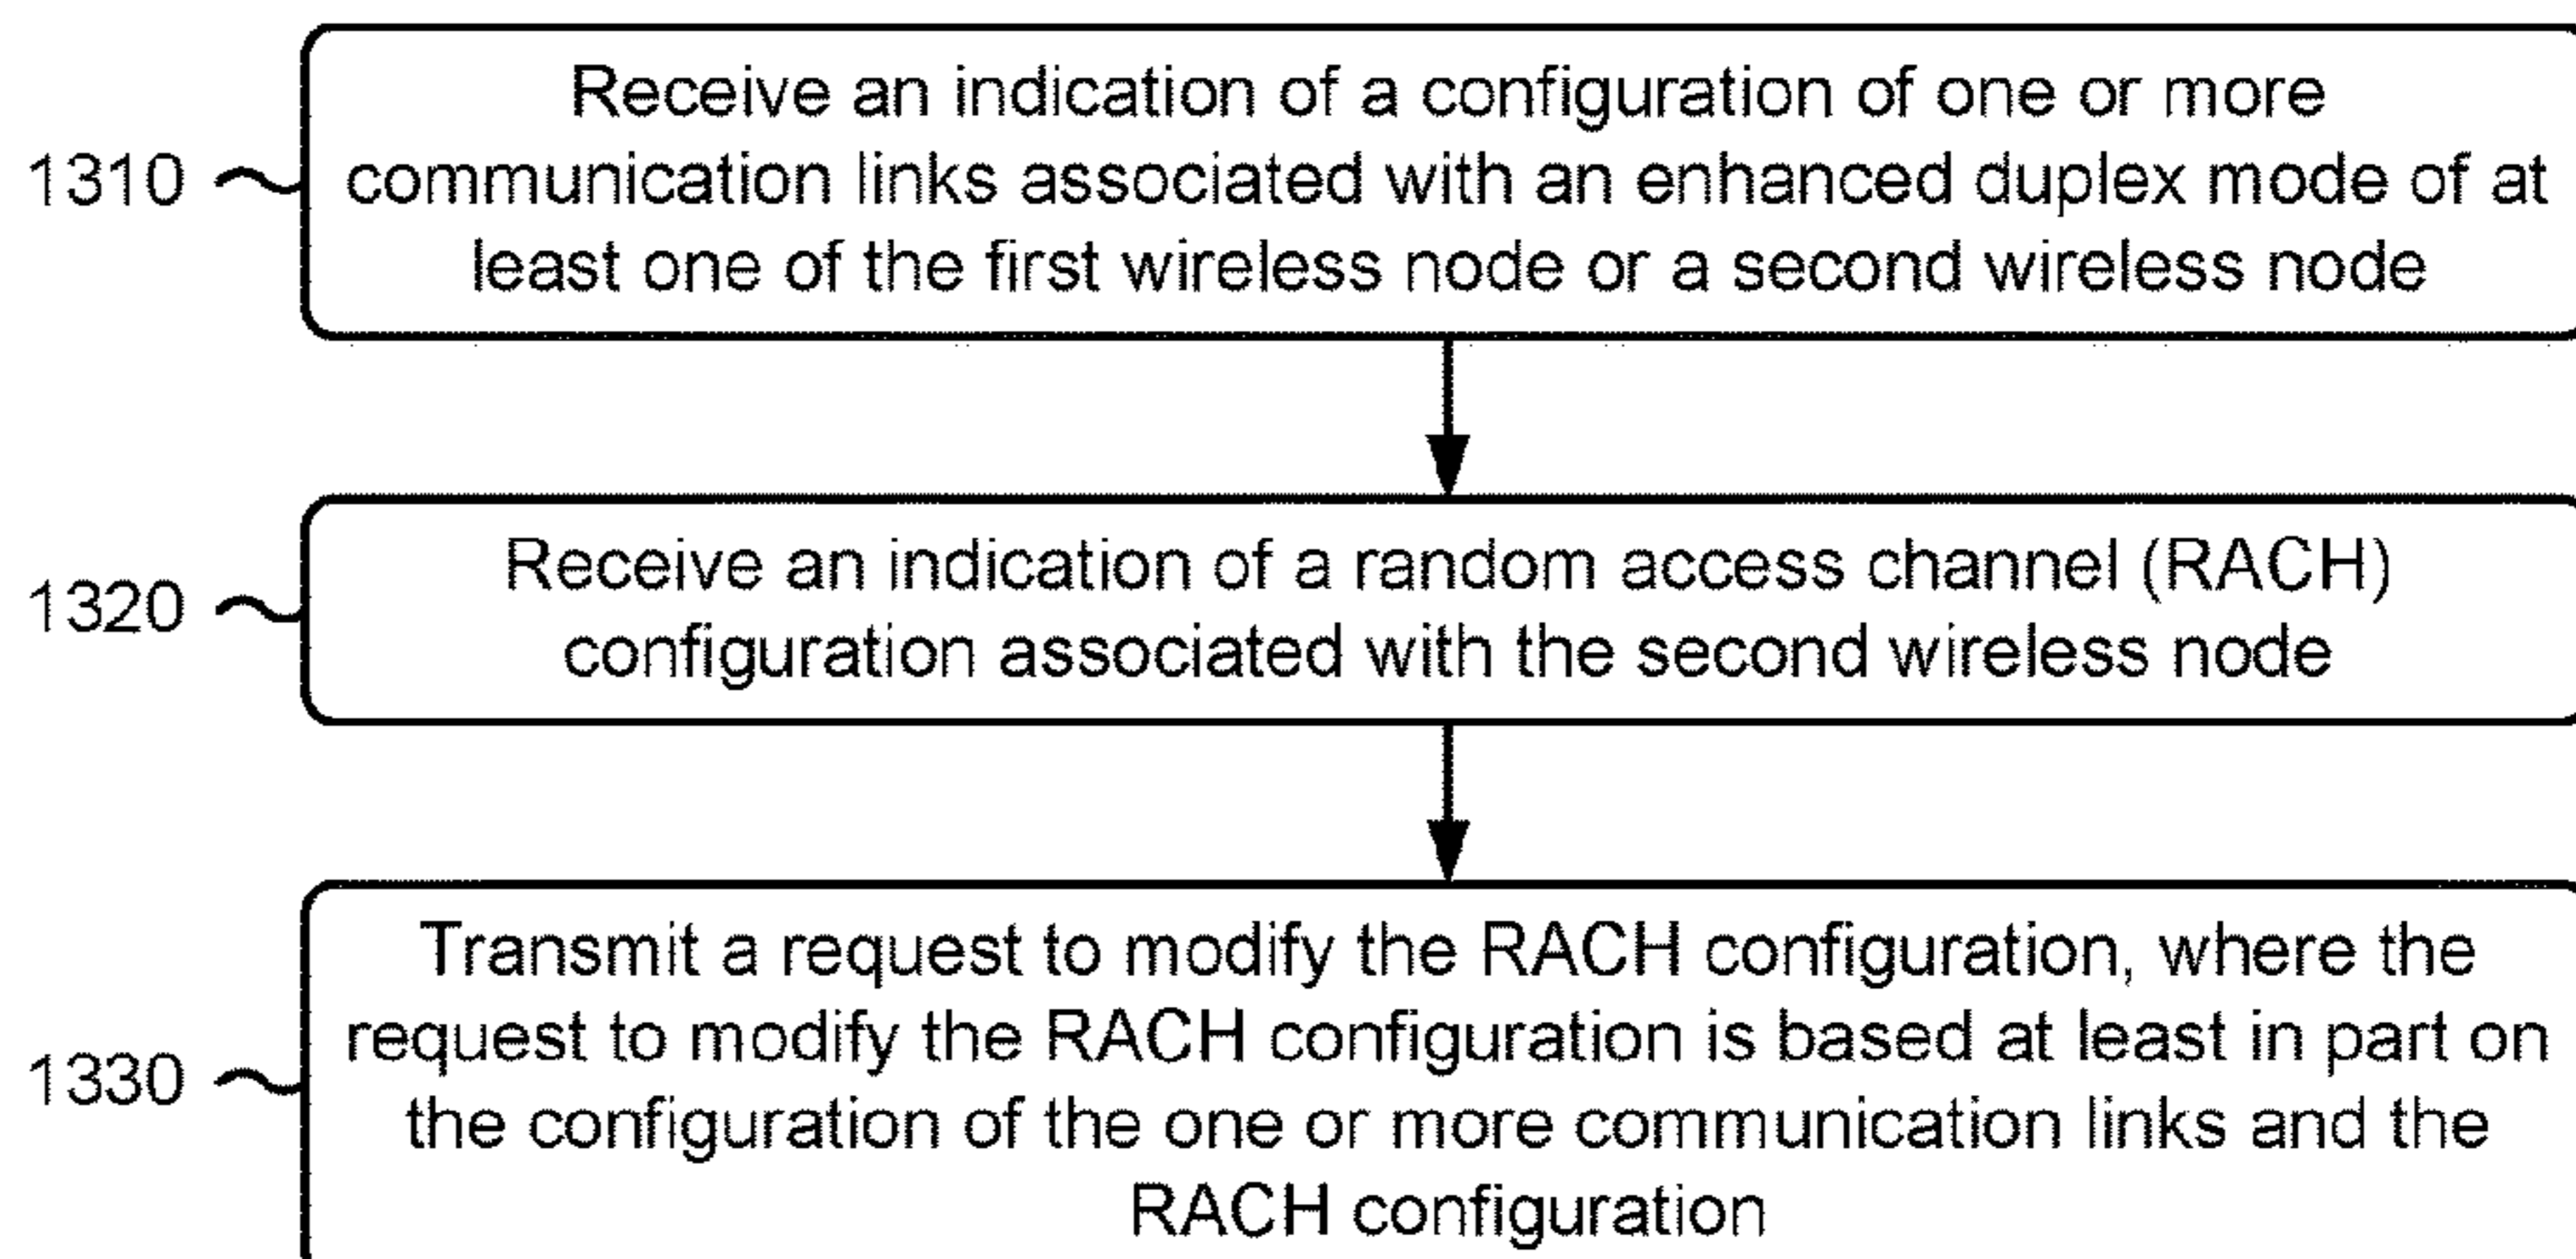 Receive an indication of a configuration of one or more
1310
communication links associated with an enhanced duplex mode of at
least one of the first wireless node or a second wireless node
Receive an indication of a random access channel (RACH)
1320
configuration associated with the second wireless node
Transmit a request to modify the RACH configuration, where the
request to modify the RACH configuration is based at least in part on
1330
the configuration of the one or more communication links and the
RACH configuration